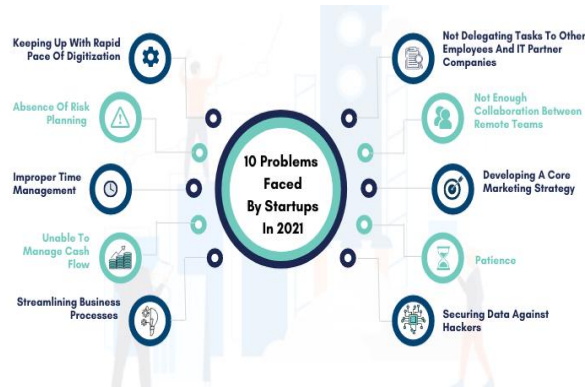 Keeping Up With Rapid
Pace Of Digitization
Absence Of Risk
Planning
Improper Time
Management
Unable To
Manage Cash
Flow
Streamlining Business
Processes
10 Problems
Faced
By Startups
In 2021
Not Delegating Tasks To Other
Employees And IT Partner
Companies
Not Enough
Collaboration Between
Remote Teams
Developing A Core
Marketing Strategy
Patience
Securing Data Against
Hackers